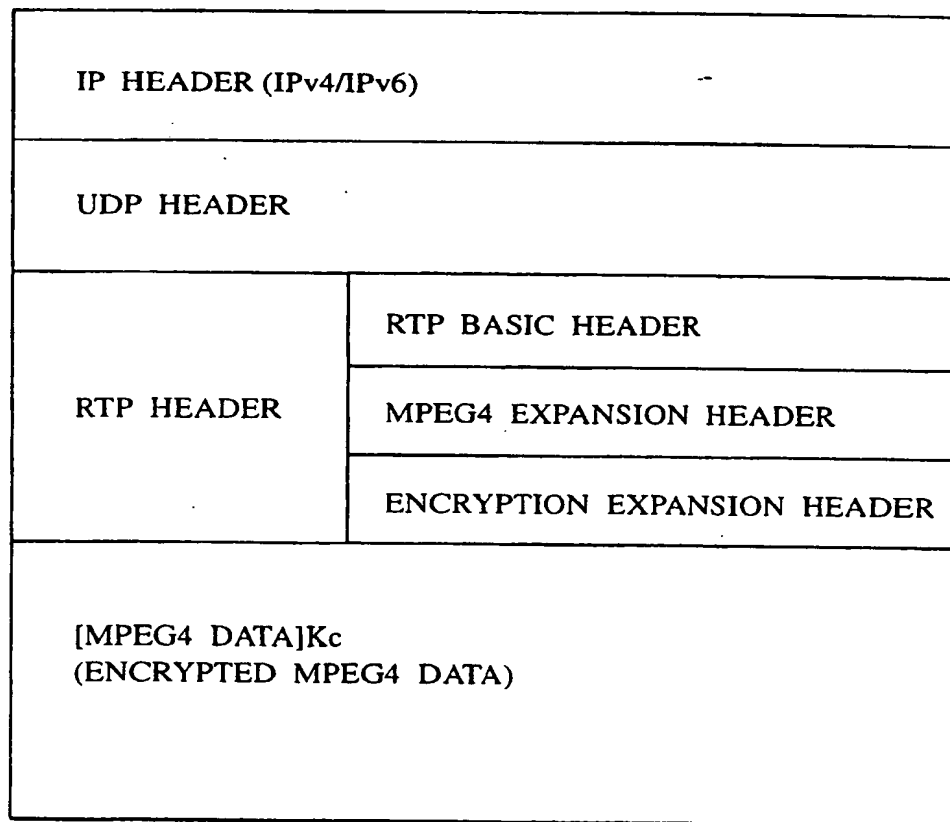 IP HEADER (IPv4/IPv6)
UDP HEADER
RTP HEADER
RTP BASIC HEADER
MPEG4 EXPANSION HEADER
ENCRYPTION EXPANSION HEADER
[MPEG4 DATA]Kc
(ENCRYPTED MPEG4 DATA)